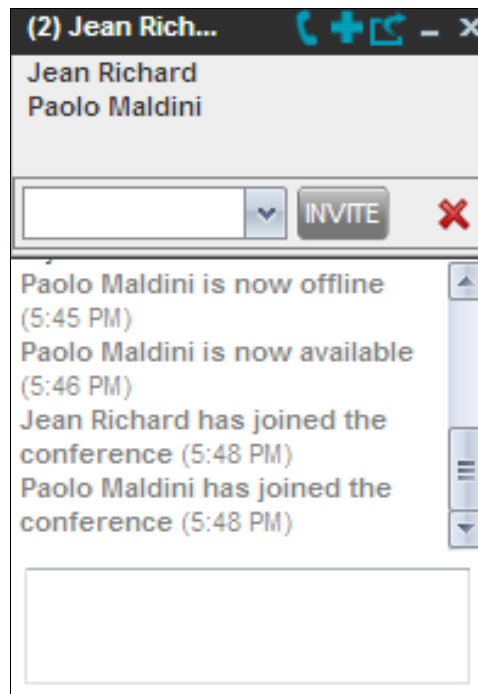 (2) Jean Rich...
Jean Richard
Paolo Maldini
INVITE
Paolo Maldini is now offline
(5:45 PM)
Paolo Maldini is now available
(5:46 PM)
Jean Richard has joined the
conference (5:48 PM)
Paolo Maldini has joined the
conference (5:48 PM)